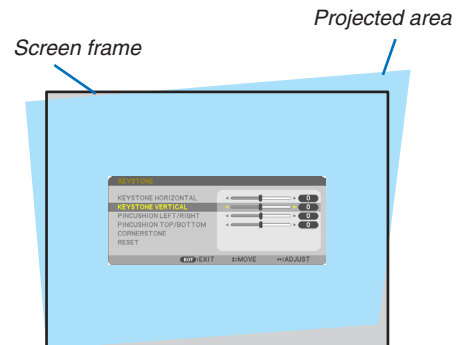 Projected area
Screen frame
KEYSTONE
KEYSTONE HORIZONTAL 0
KEYSTONE VERTICAL 0
PINCUSHION LEFT/RIGHT 0
PINCUSHION TOP/BOTTOM 0
CORNERSTONE
RESET
EXIT :EXIT ↕:MOVE ↔:ADJUST